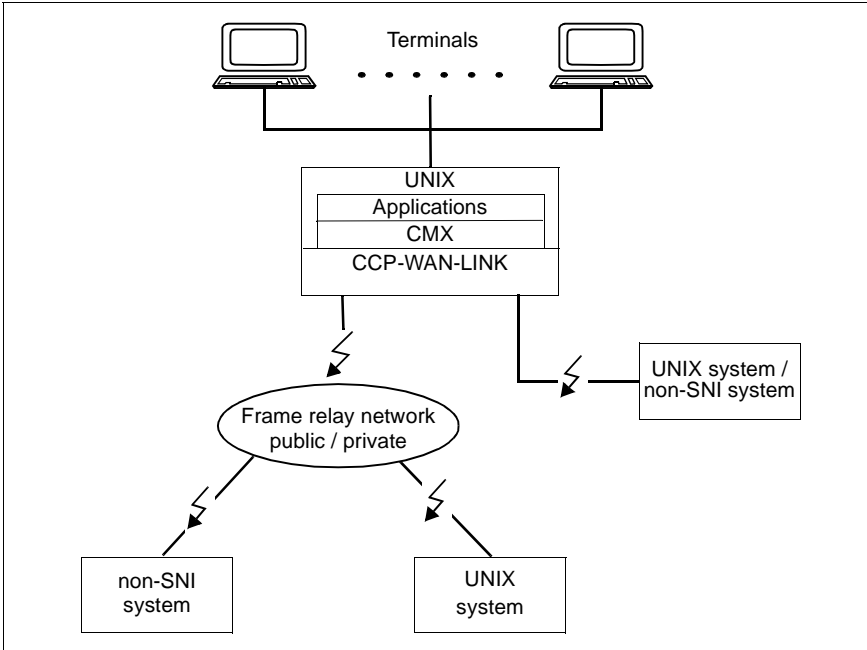 Terminals
UNIX
Applications
CMX
CCP-WAN-LINK
UNIX system /
non-SNI system
Frame relay network
public / private
non-SNI
system
UNIX
system